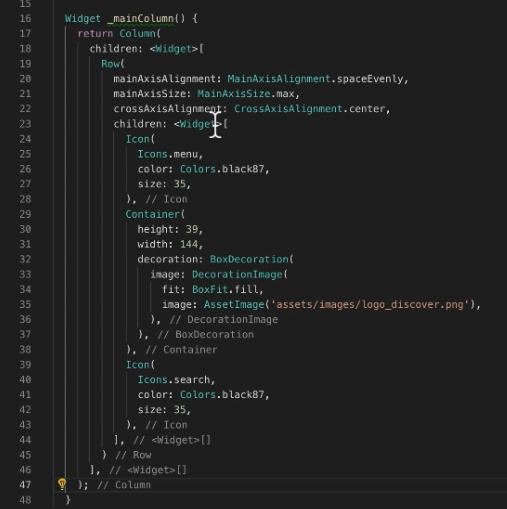 15
16 Widget _mainColumn() {
17 return Column(
18 children: <Widget>[
19 Row(
20 mainAxisAlignment: MainAxisAlignment.spaceEvenly,
21 mainAxisSize: MainAxisSize.max,
22 crossAxisAlignment: CrossAxisAlignment.center,
23 children: <Widget>[
24 Icon(
25 Icons.menu,
26 color: Colors.black87,
27 size: 35,
28 ), // Icon
29 Container(
30 height: 39,
31 width: 144,
32 decoration: BoxDecoration(
33 image: DecorationImage(
34 fit: BoxFit.fill,
35 image: AssetImage('assets/images/logo_discover.png'),
36 ), // DecorationImage
37 ), // BoxDecoration
38 ), // Container
39 Icon(
40 Icons.search,
41 color: Colors.black87,
42 size: 35,
43 ), // Icon
44 ], // <Widget>[]
45 ) // Row
46 ], // <Widget>[]
47 ); // Column
48 }